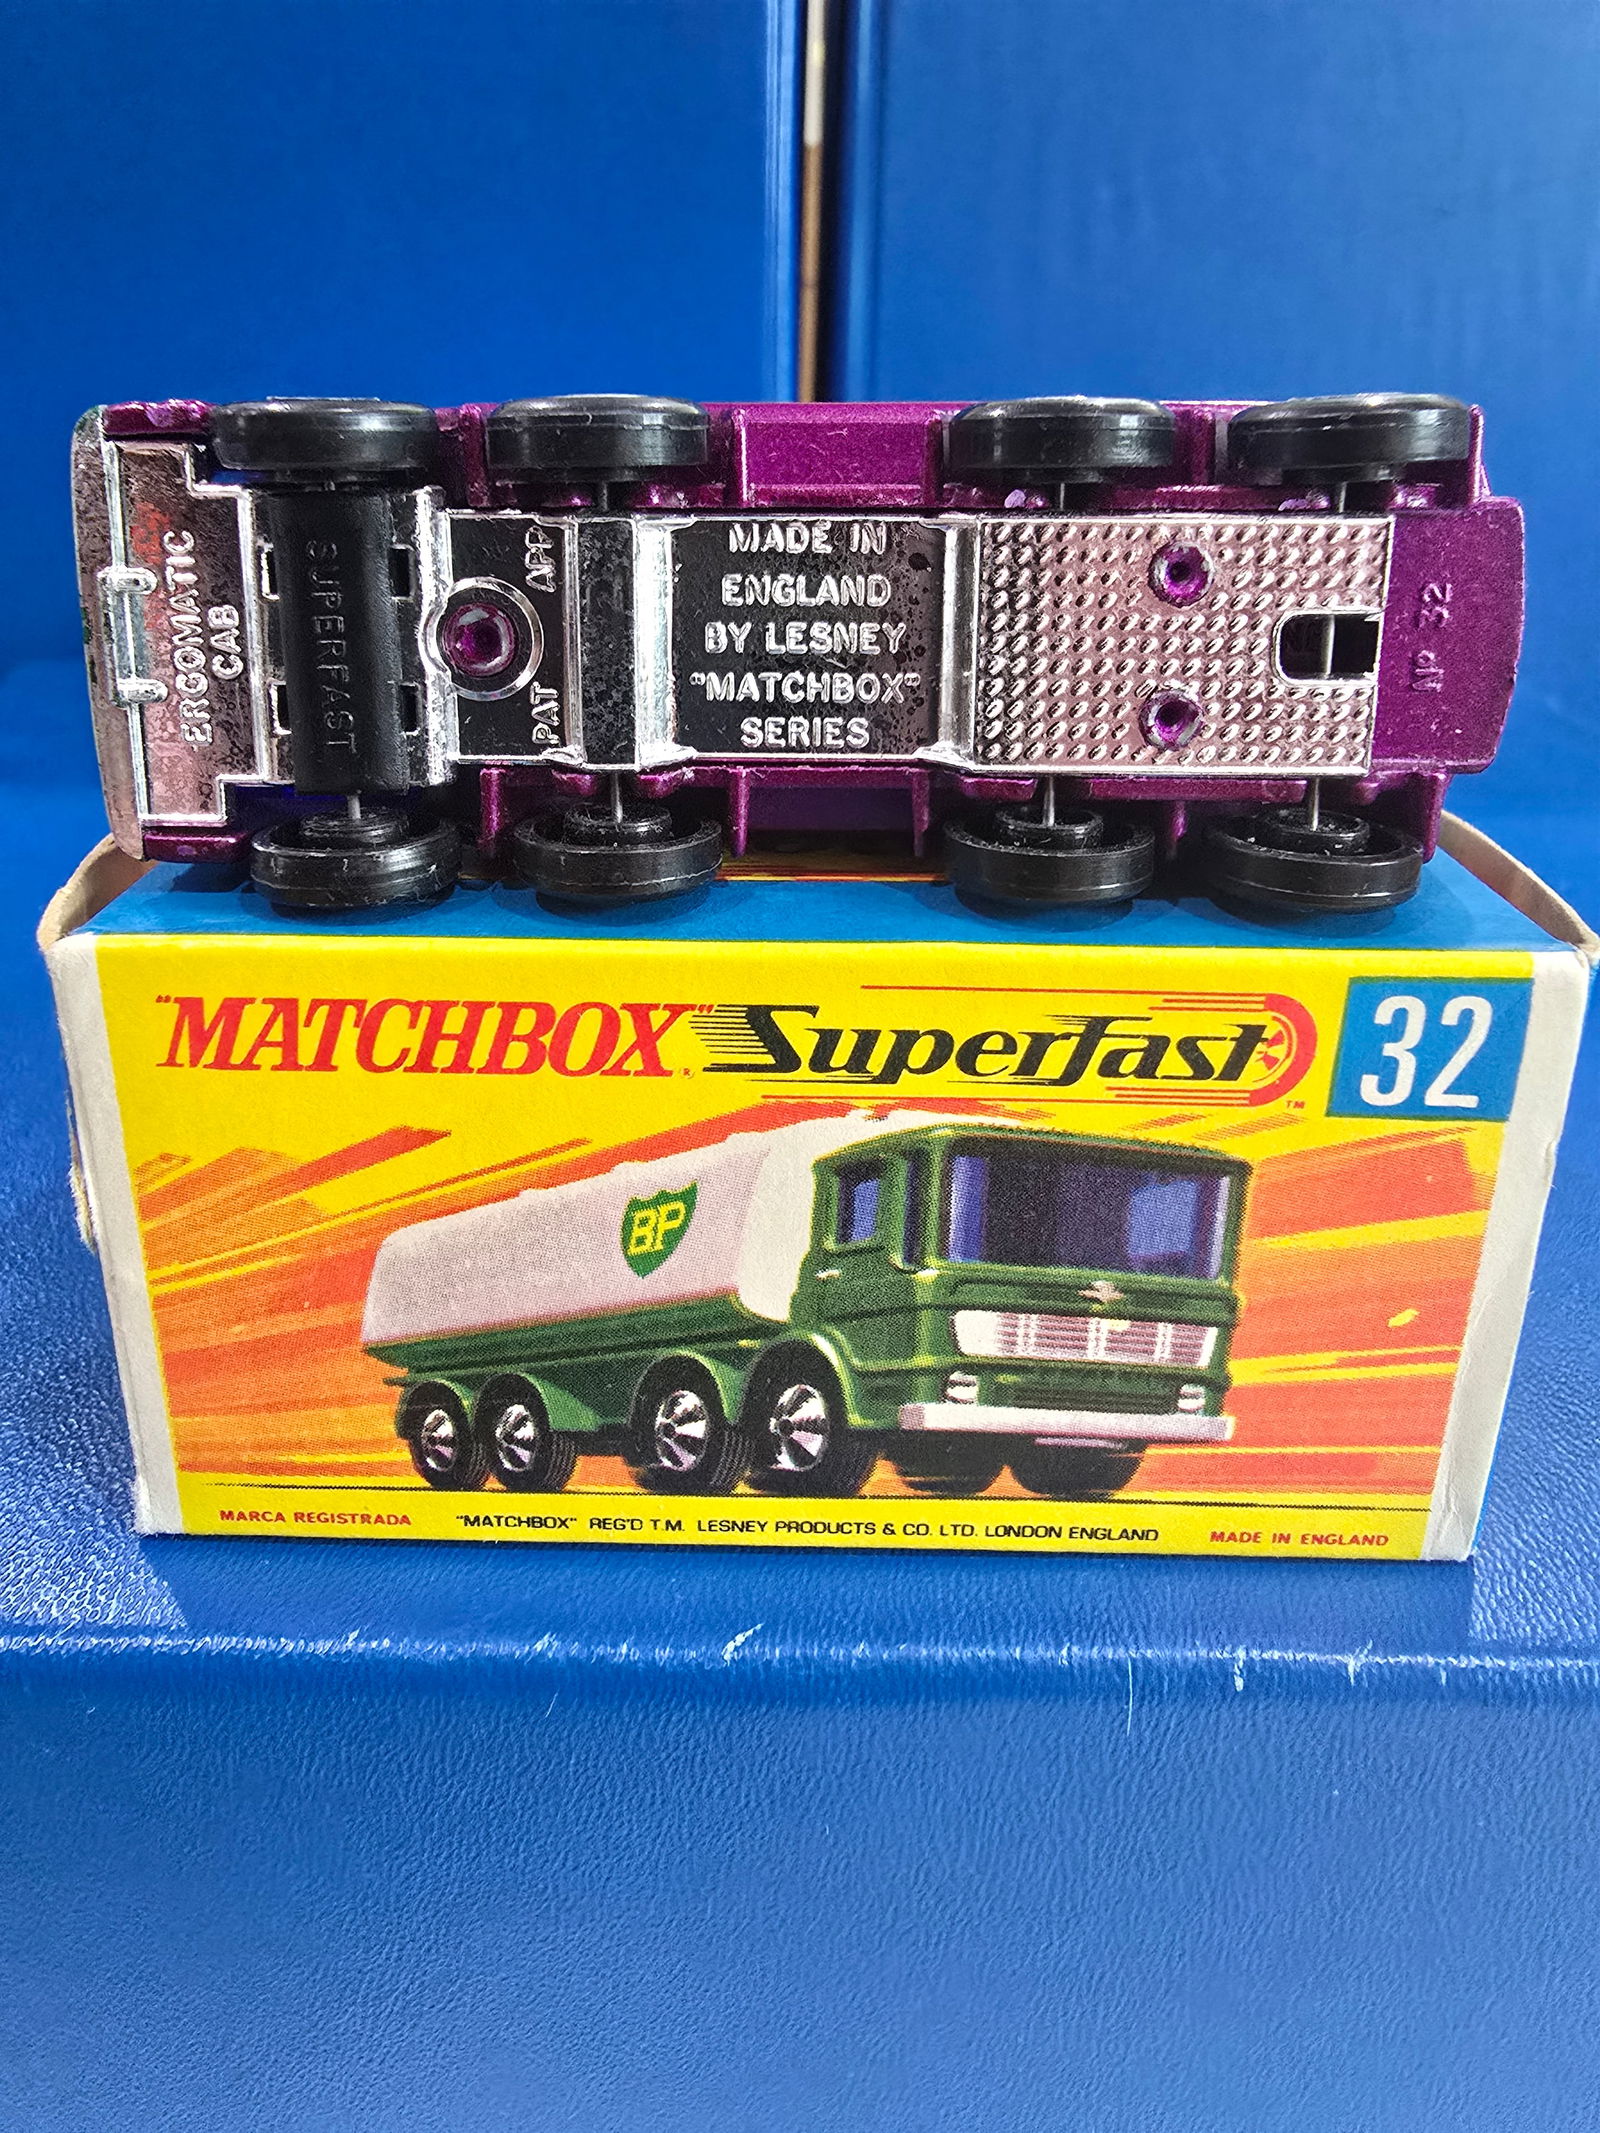 ERGOMATIC
CAB
SUPERFAST
PAT APP
MADE IN
ENGLAND
BY LESNEY
"MATCHBOX"
SERIES
Nº 32
"MATCHBOX"® Superfast™ 32
BP
MARCA REGISTRADA "MATCHBOX" REG'D T.M. LESNEY PRODUCTS & CO. LTD. LONDON ENGLAND MADE IN ENGLAND